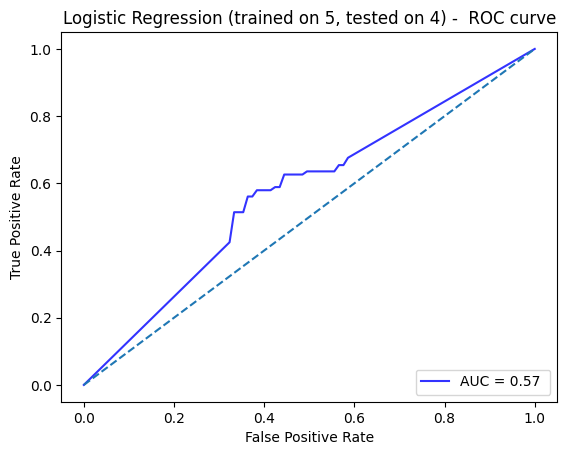 Logistic Regression (trained on 5, tested on 4) -  ROC curve
True Positive Rate
1.0
0.8
0.6
0.4
0.2
0.0
AUC = 0.57
0.0 0.2 0.4 0.6 0.8 1.0
False Positive Rate